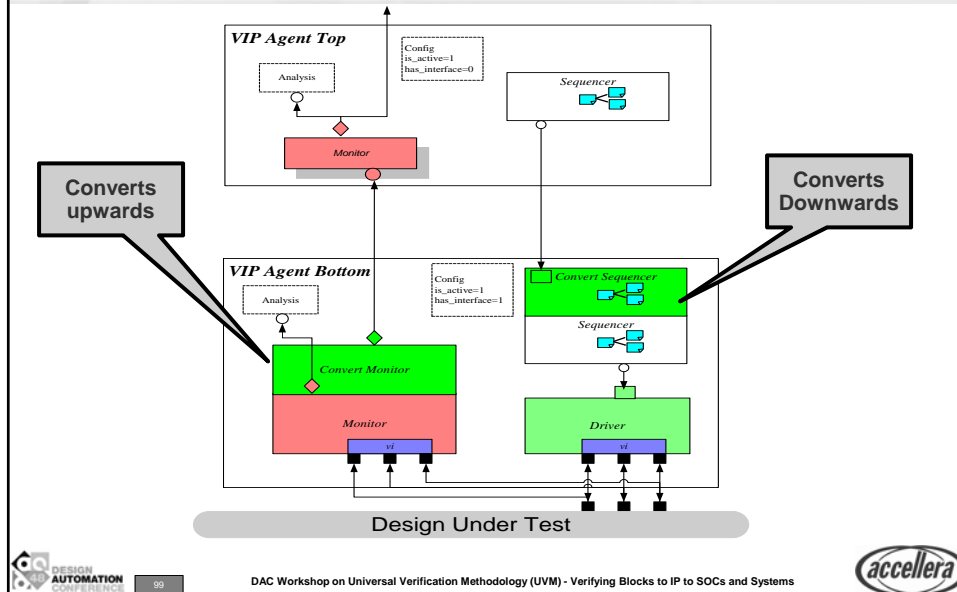 VIP Agent Top
Config
is_active=1
has_interface=0
Analysis
Sequencer
Monitor
Converts
upwards
Converts
Downwards
VIP Agent Bottom
Config
is_active=1
has_interface=1
Analysis
Convert Sequencer
Sequencer
Convert Monitor
Monitor
vi
Driver
vi
Design Under Test
48
DESIGN
AUTOMATION
CONFERENCE
99
DAC Workshop on Universal Verification Methodology (UVM) - Verifying Blocks to IP to SOCs and Systems
accellera